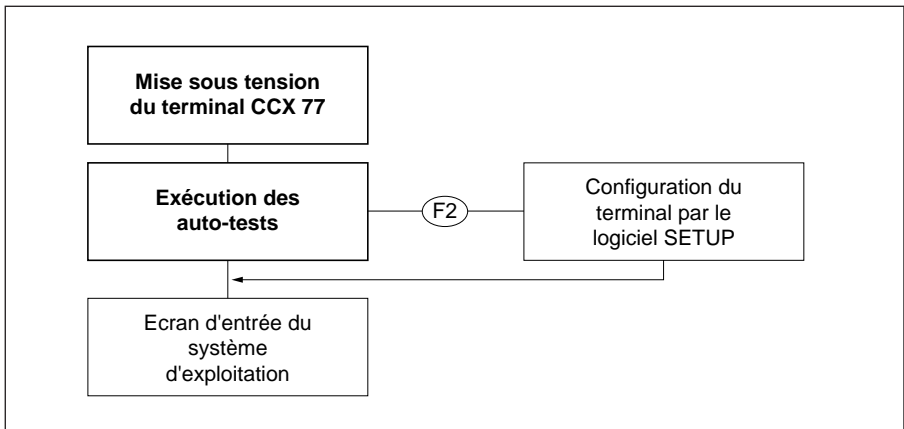 Mise sous tension
du terminal CCX 77
Exécution des
auto-tests
F2
Configuration du
terminal par le
logiciel SETUP
Ecran d'entrée du
système
d'exploitation